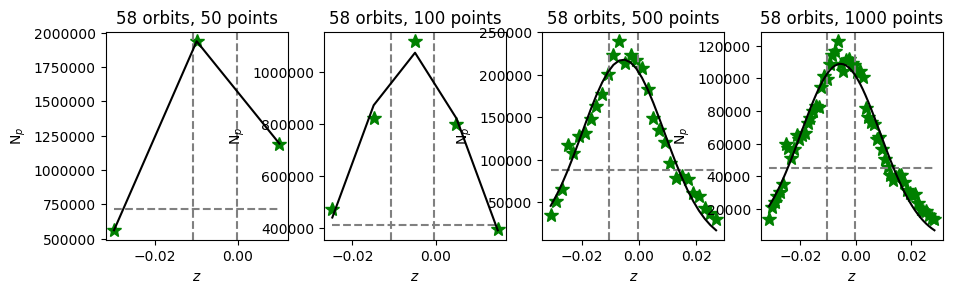 58 orbits, 50 points
58 orbits, 100 points
58 orbits, 500 points
58 orbits, 1000 points
N_p
2000000
1750000
1500000
1250000
1000000
750000
500000
−0.02
0.00
z
N_p
1000000
800000
600000
400000
−0.02
0.00
z
N_p
250000
200000
150000
100000
50000
0.00
−0.02
0.02
z
N_p
120000
100000
80000
60000
40000
20000
−0.02
0.00
0.02
z